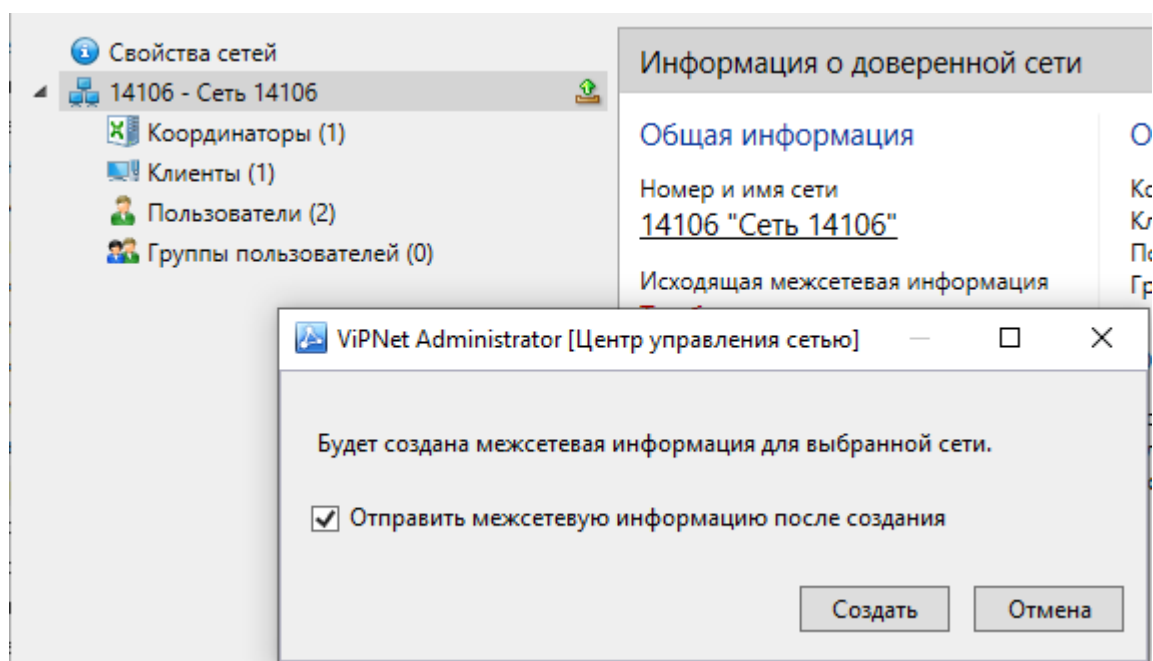 Свойства сетей
14106 - Сеть 14106
Координаторы (1)
Клиенты (1)
Пользователи (2)
Группы пользователей (0)
Информация о доверенной сети
Общая информация
Номер и имя сети
14106 "Сеть 14106"
Исходящая межсетевая информация
ViPNet Administrator [Центр управления сетью]
Будет создана межсетевая информация для выбранной сети.
Отправить межсетевую информацию после создания
Создать
Отмена